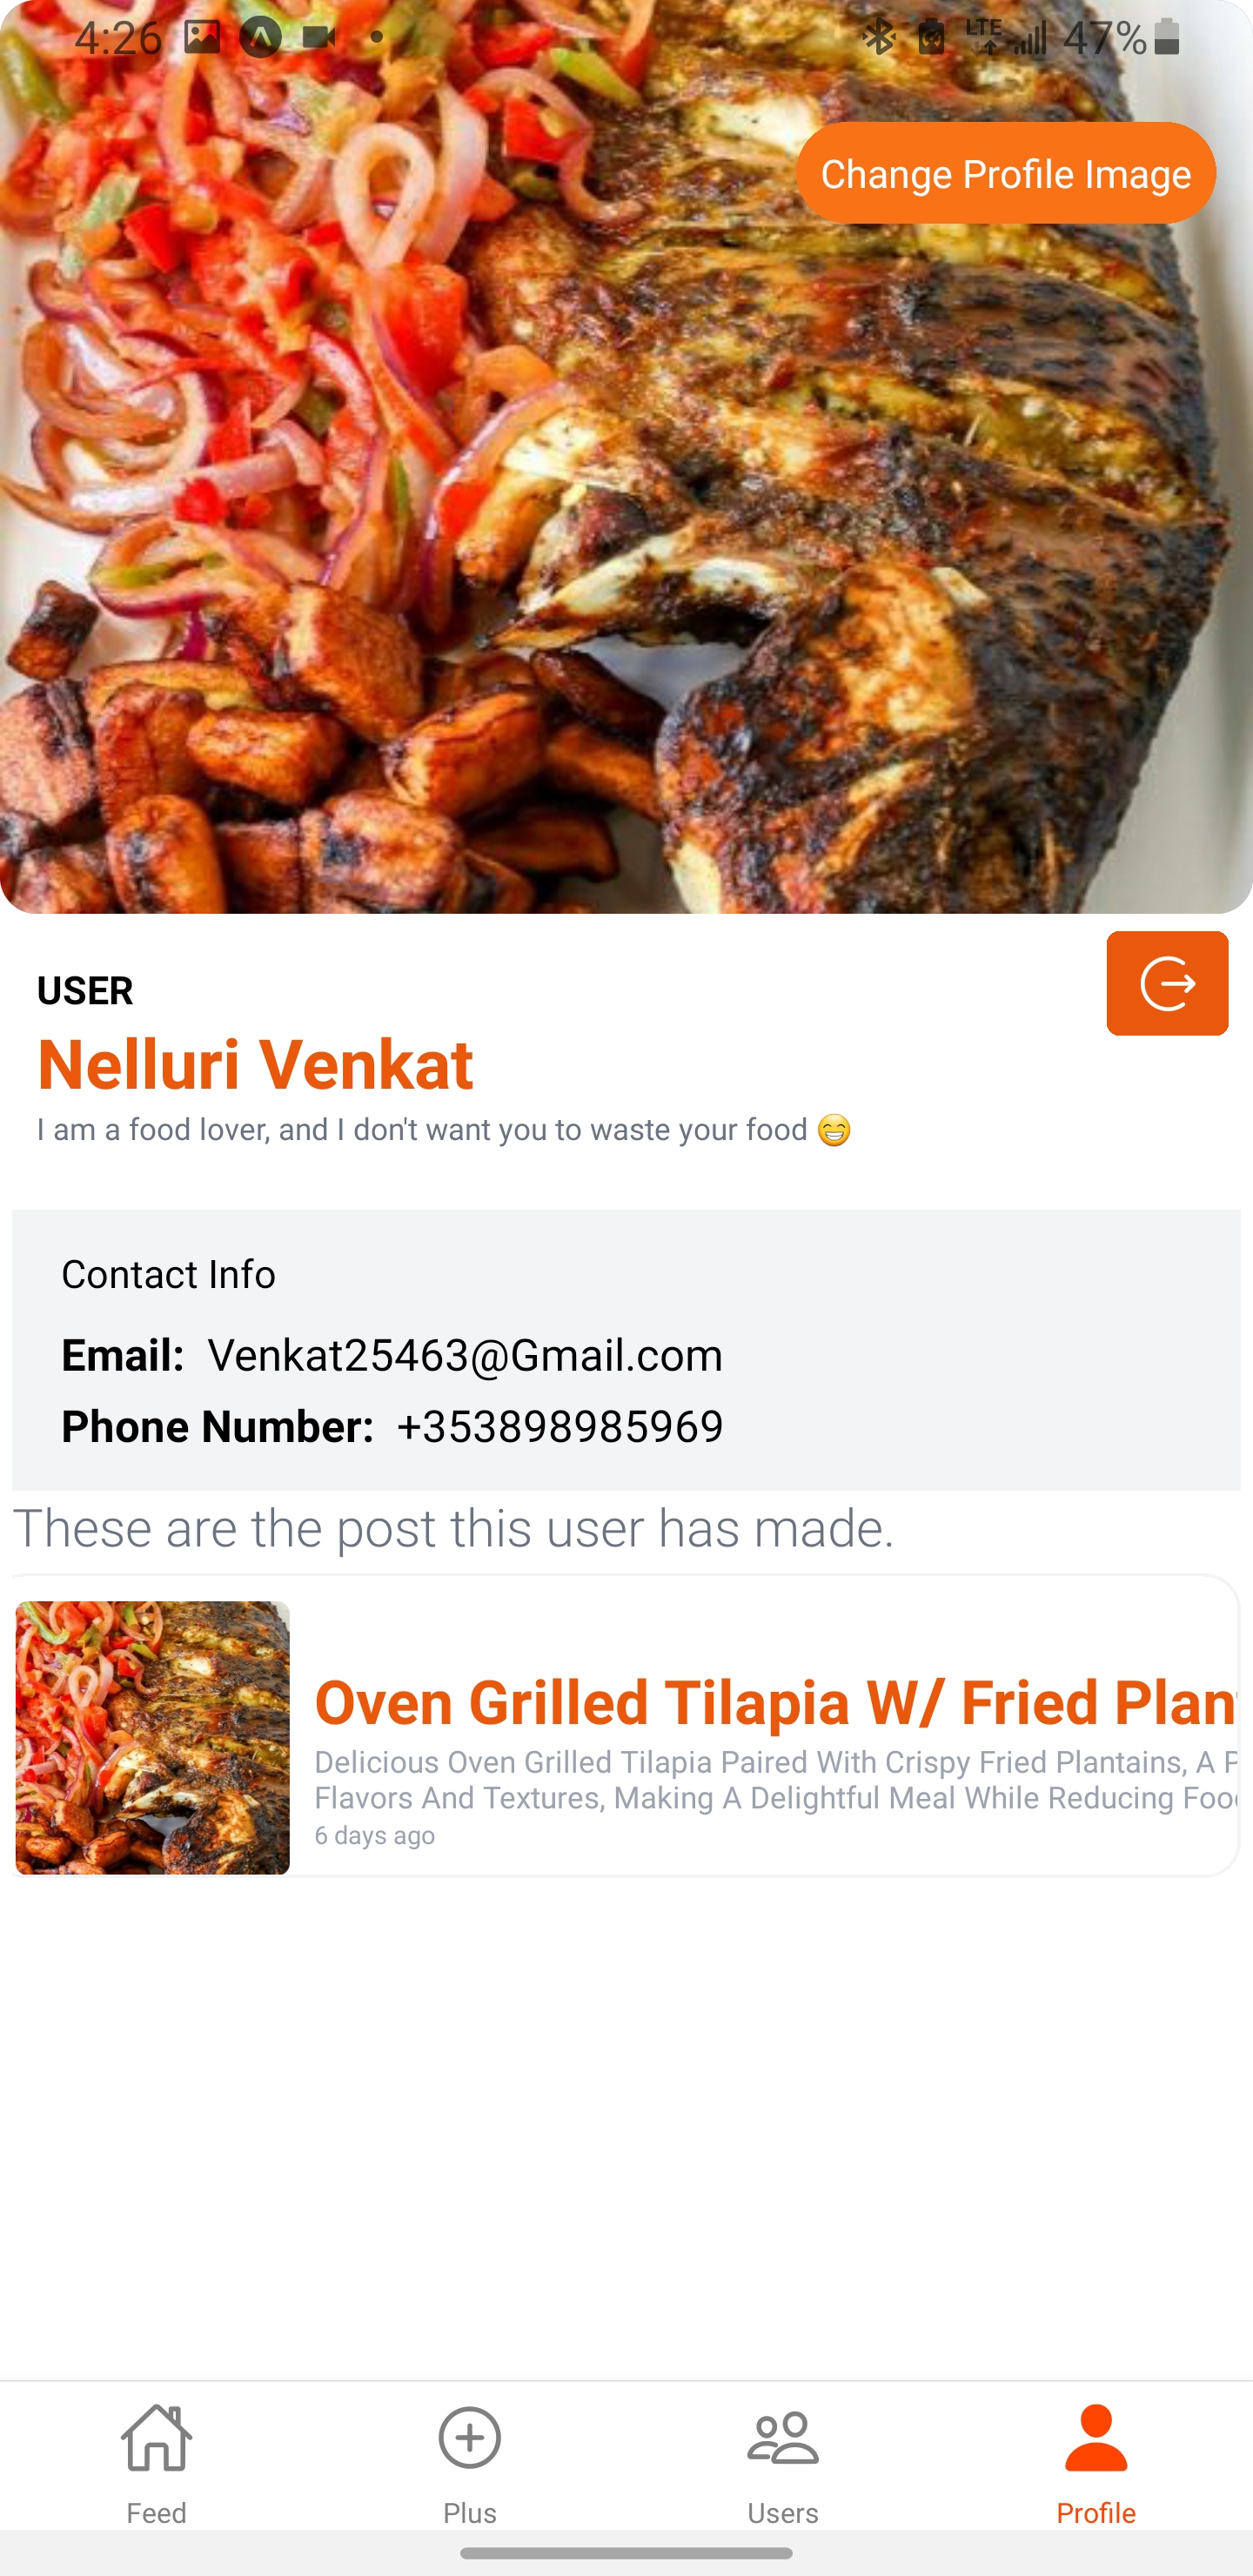 4:26 LTE 47%
Change Profile Image
USER
Nelluri Venkat
I am a food lover, and I don't want you to waste your food 😁
Contact Info
Email: Venkat25463@Gmail.com
Phone Number: +353898985969
These are the post this user has made.
Oven Grilled Tilapia W/ Fried Plan
Delicious Oven Grilled Tilapia Paired With Crispy Fried Plantains, A
Flavors And Textures, Making A Delightful Meal While Reducing Foo
6 days ago
Feed Plus Users Profile